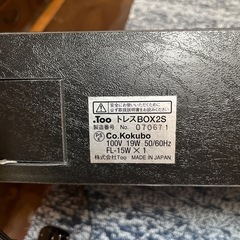 安全にお使いいただくために
必ず取扱説明書をお読みください
.Too トレスBOX2S
製造番号 No. 070671
Co.Kokubo
100V 19W 50/60Hz
FL-15W × 1
株式会社Too MADE IN JAPAN